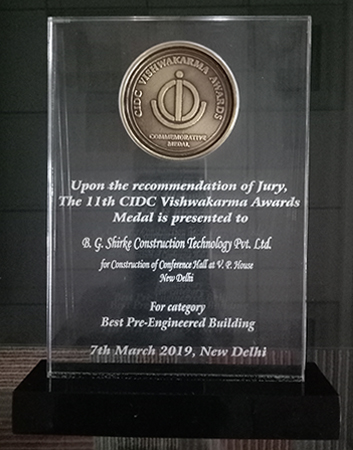 CIDC VISHWAKARMA AWARDS
COMMEMORATIVE
MEDAL
Upon the recommendation of Jury,
The 11th CIDC Vishwakarma Awards
Medal is presented to
B. G. Shirke Construction Technology Pvt. Ltd.
for Construction of Conference Hall at V. P. House
New Delhi
For category
Best Pre-Engineered Building
7th March 2019, New Delhi